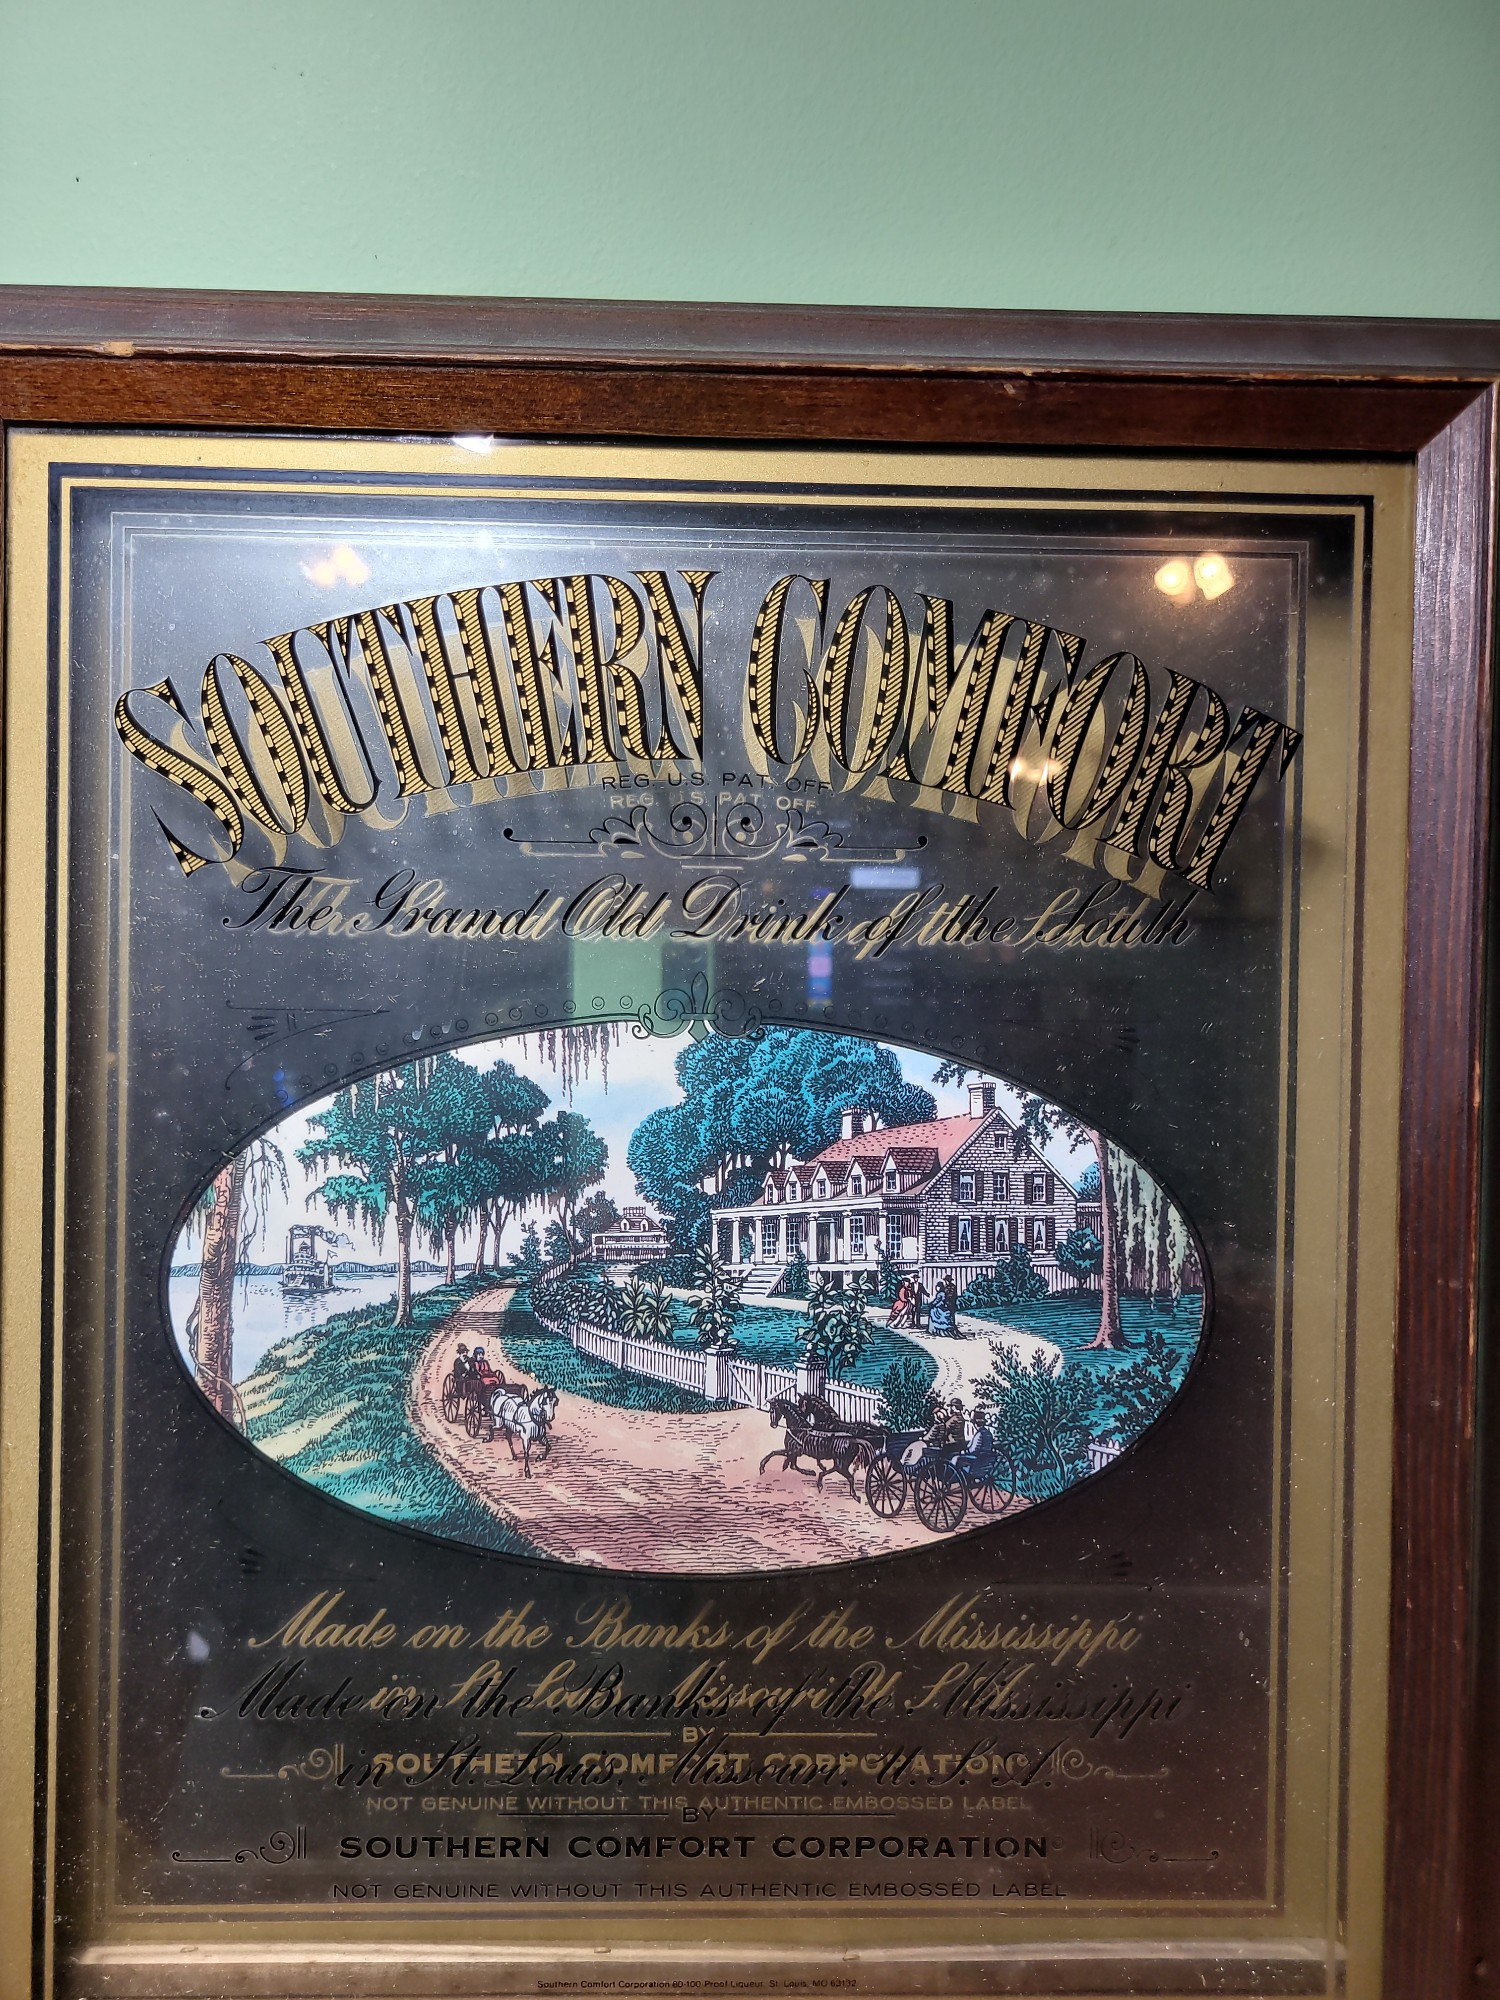 SOUTHERN COMFORT
REG. U.S. PAT. OFF.
The Grand Old Drink of the South
Made on the Banks of the Mississippi
in St. Louis, Missouri, U. S. A.
BY
SOUTHERN COMFORT CORPORATION
NOT GENUINE WITHOUT THIS AUTHENTIC EMBOSSED LABEL
Southern Comfort Corporation 80-100 Proof Liqueur, St. Louis, MO 63132